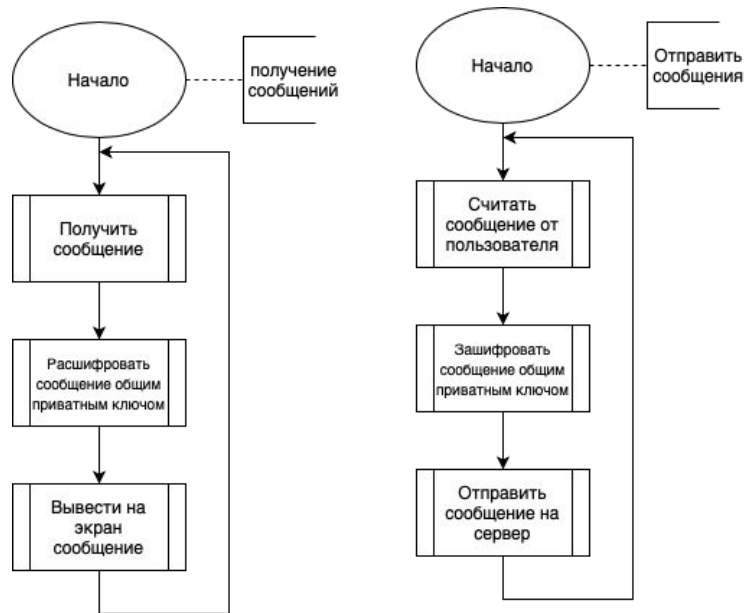 Начало
получение
сообщений
Получить
сообщение
Расшифровать
сообщение общим
приватным ключом
Вывести на
экран
сообщение
Начало
Отправить
сообщения
Считать
сообщение от
пользователя
Зашифровать
сообщение общим
приватным ключом
Отправить
сообщение на
сервер